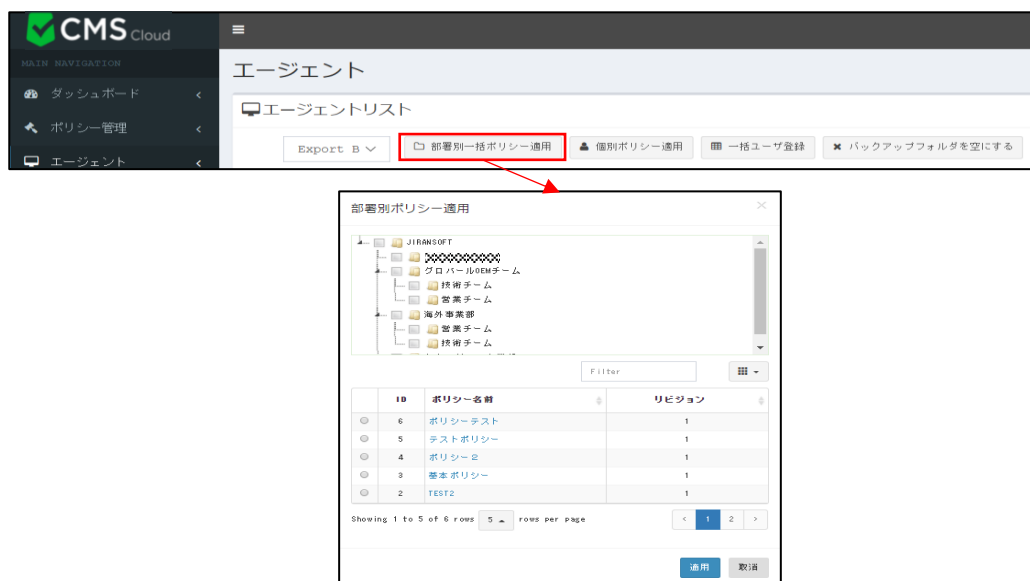 CMS Cloud
MAIN NAVIGATION
ダッシュボード
ポリシー管理
エージェント
エージェント
エージェントリスト
Export B
部署別一括ポリシー適用
個別ポリシー適用
一括ユーザ登録
バックアップフォルダを空にする
部署別ポリシー適用
JIRANSOFT
グロバールOEMチーム
技術チーム
営業チーム
海外事業部
営業チーム
技術チーム
Filter
ID ポリシー名前 リビジョン
6 ポリシーテスト 1
5 テストポリシー 1
4 ポリシー2 1
3 基本ポリシー 1
2 TEST2 1
Showing 1 to 5 of 6 rows 5 rows per page
‹ 1 2 ›
適用 取消